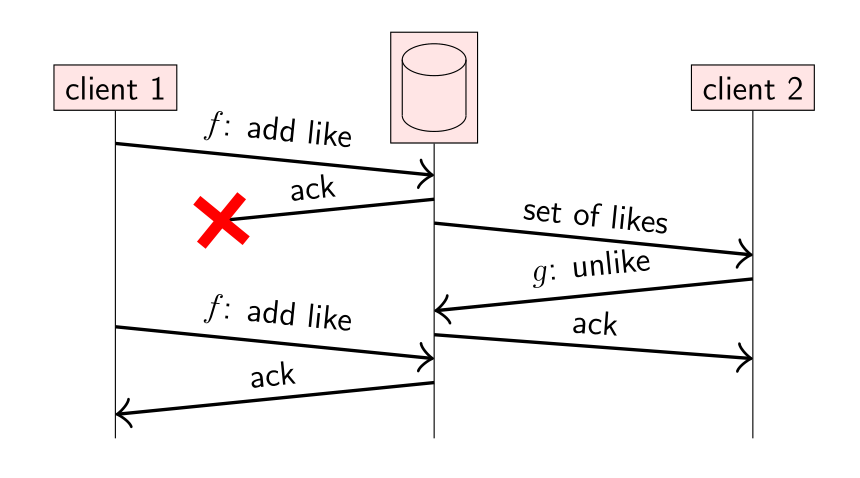 client 1
client 2
f: add like
ack
set of likes
g: unlike
f: add like
ack
ack